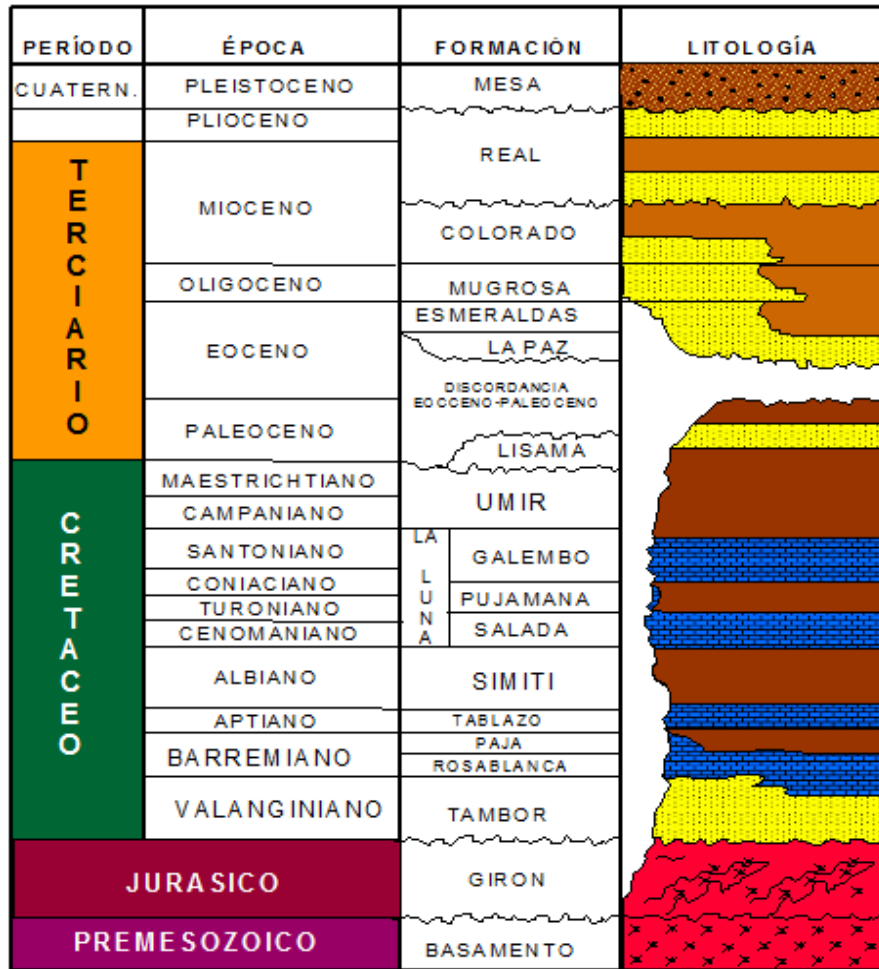 PERÍODO ÉPOCA FORMACIÓN LITOLOGÍA
CUATERN. PLEISTOCENO MESA
PLIOCENO
REAL
TERCIARIO
MIOCENO
COLORADO
OLIGOCENO MUGROSA
ESMERALDAS
EOCENO LA PAZ
DISCORDANCIA
EOCCENO-PALEOCENO
PALEOCENO
LISAMA
MAESTRICHTIANO
UMIR
CAMPANIANO
CRETACEO
LA LUNA
SANTONIANO GALEMBO
CONIACIANO
PUJAMANA
TURONIANO
CENOMANIANO SALADA
ALBIANO SIMITI
APTIANO TABLAZO
PAJA
BARREMIANO
ROSABLANCA
VALANGINIANO TAMBOR
JURASICO GIRON
PREMESOZOICO BASAMENTO